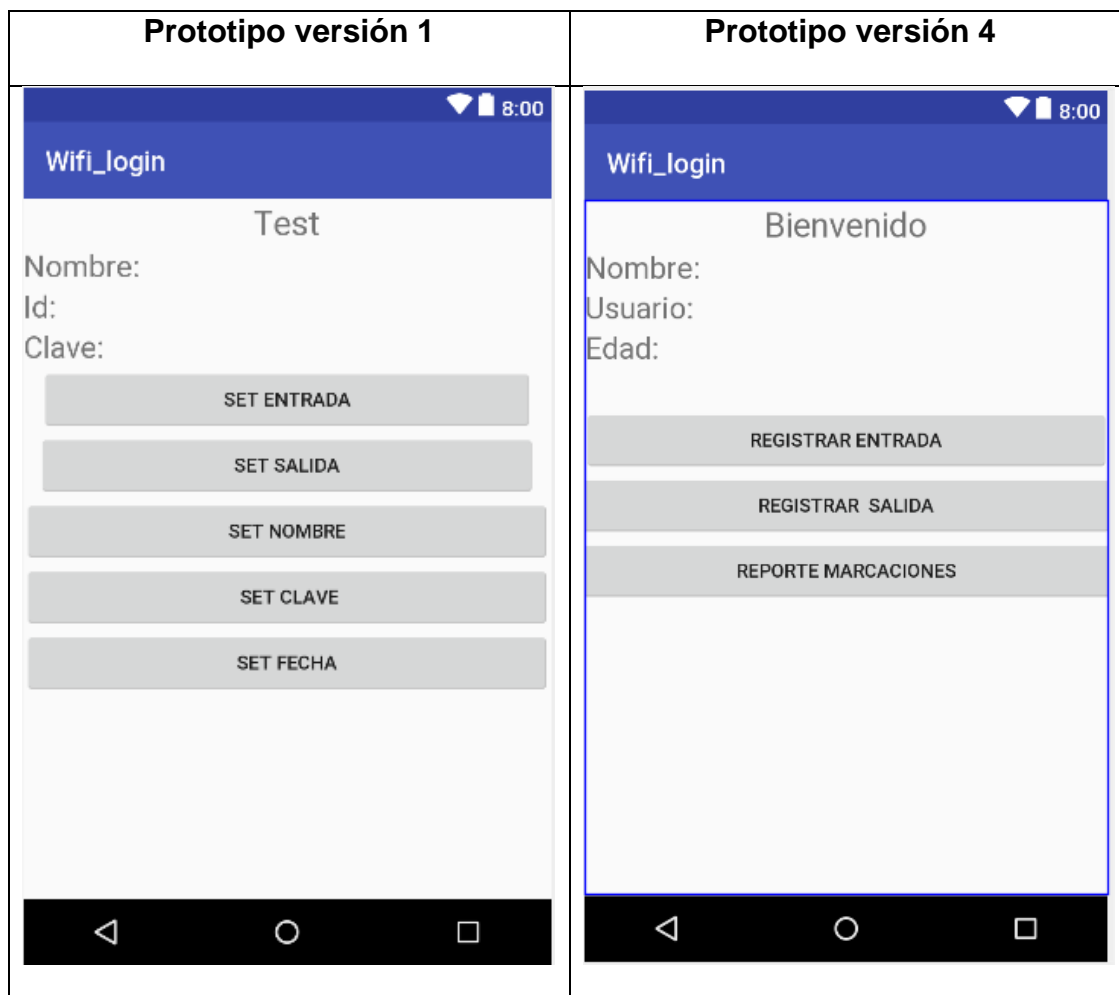 Prototipo versión 1
Prototipo versión 4
8:00
Wifi_login
Test
Nombre:
Id:
Clave:
SET ENTRADA
SET SALIDA
SET NOMBRE
SET CLAVE
SET FECHA
8:00
Wifi_login
Bienvenido
Nombre:
Usuario:
Edad:
REGISTRAR ENTRADA
REGISTRAR  SALIDA
REPORTE MARCACIONES